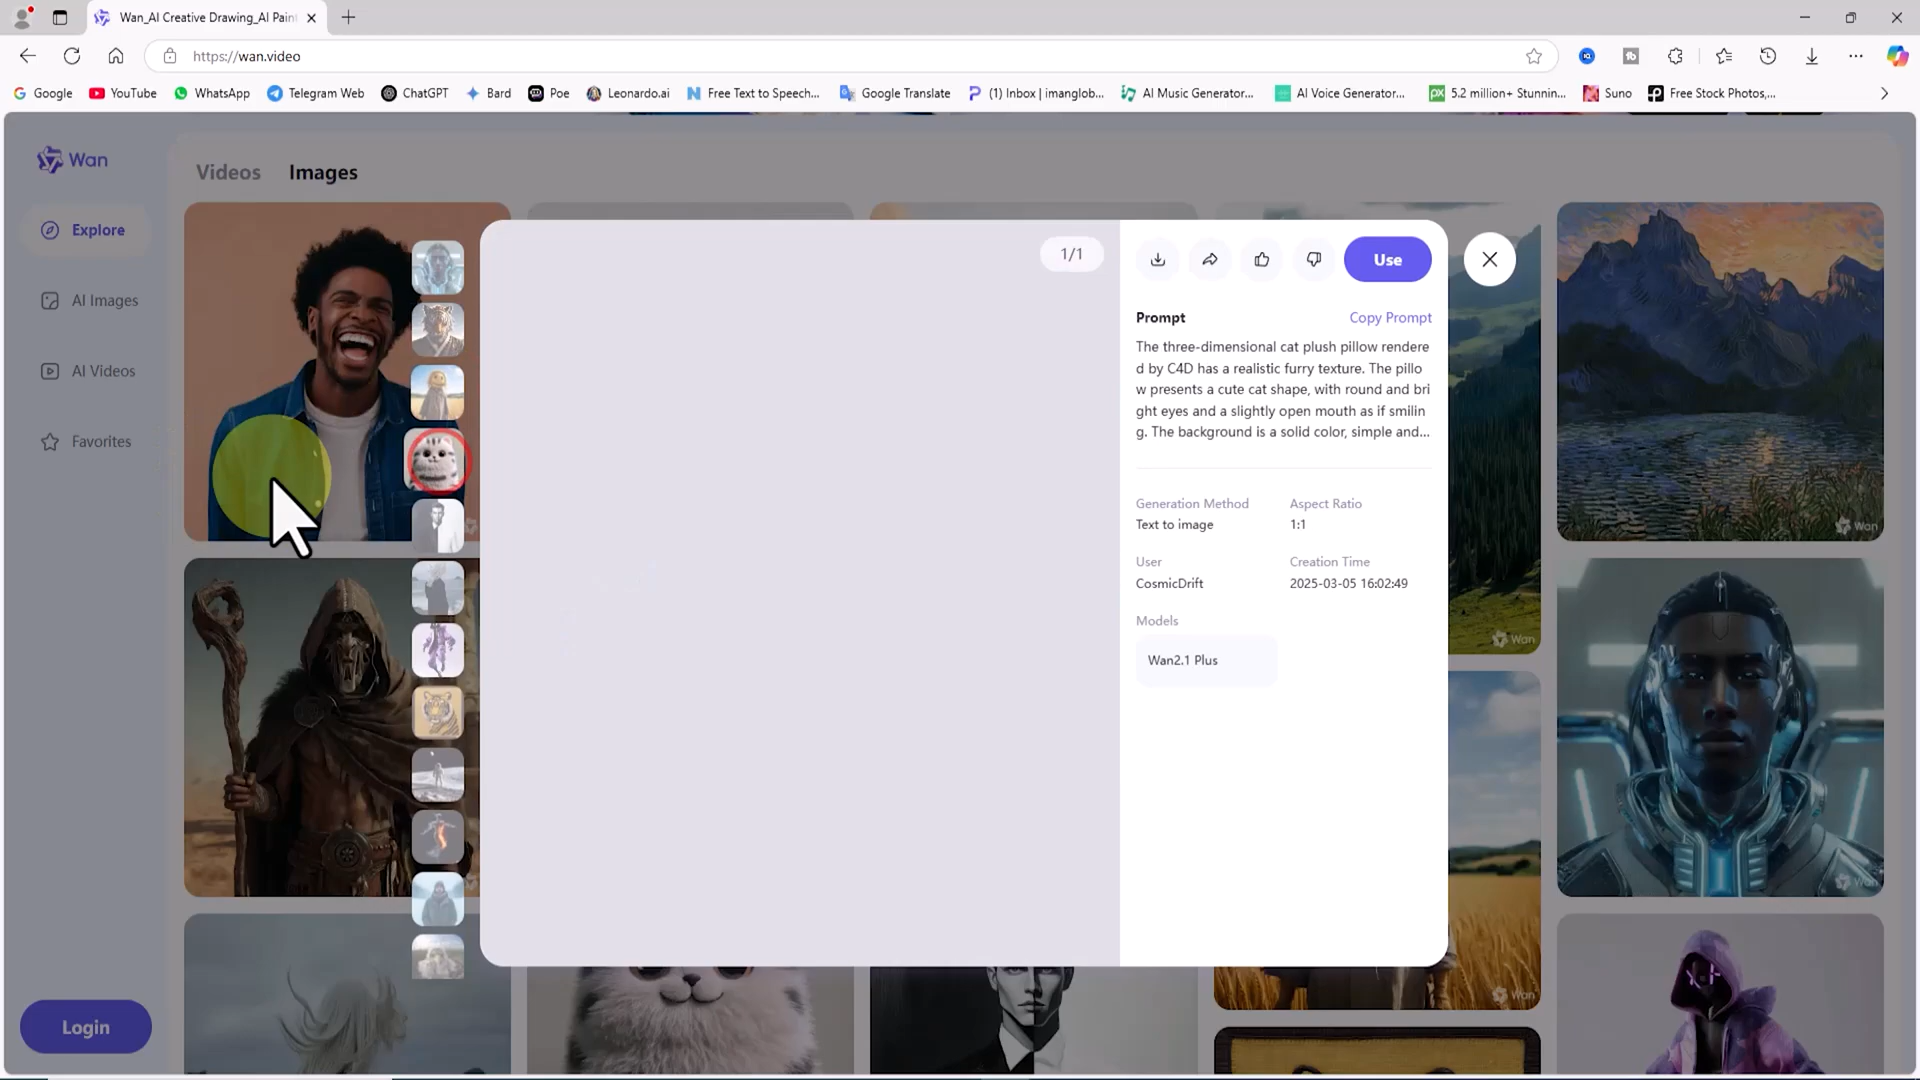 Wan_AI Creative Drawing_AI Pain
https://wan.video
Google
YouTube
WhatsApp
Telegram Web
ChatGPT
Bard
Poe
Leonardo.ai
Free Text to Speech...
Google Translate
(1) Inbox | imanglob...
AI Music Generator...
AI Voice Generator...
5.2 million+ Stunnin...
Suno
Free Stock Photos,...
Wan
Videos
Images
Explore
AI Images
AI Videos
Favorites
Login
1/1
Use
Prompt
Copy Prompt
The three-dimensional cat plush pillow rendere
d by C4D has a realistic furry texture. The pillo
w presents a cute cat shape, with round and bri
ght eyes and a slightly open mouth as if smilin
g. The background is a solid color, simple and...
Generation Method
Aspect Ratio
Text to image
1:1
User
Creation Time
CosmicDrift
2025-03-05 16:02:49
Models
Wan2.1 Plus
Wan
Wan
Wan
Wan